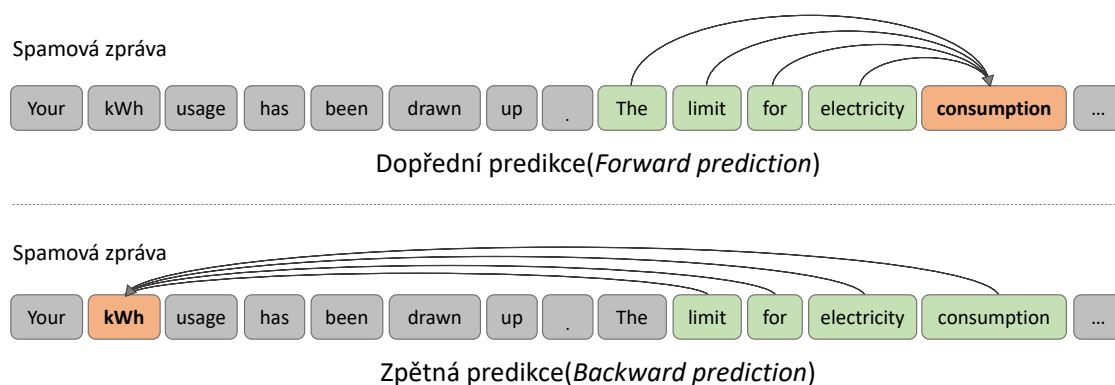 Spamová zpráva
Your kWh usage has been drawn up . The limit for electricity consumption ...
Dopřední predikce(Forward prediction)
Spamová zpráva
Your kWh usage has been drawn up . The limit for electricity consumption ...
Zpětná predikce(Backward prediction)